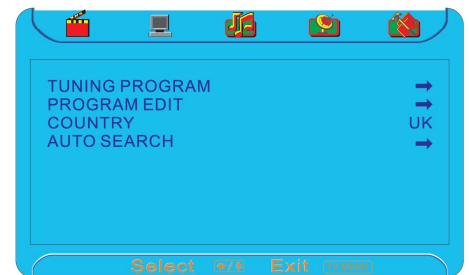 TUNING PROGRAM
PROGRAM EDIT
COUNTRY UK
AUTO SEARCH
Select Exit